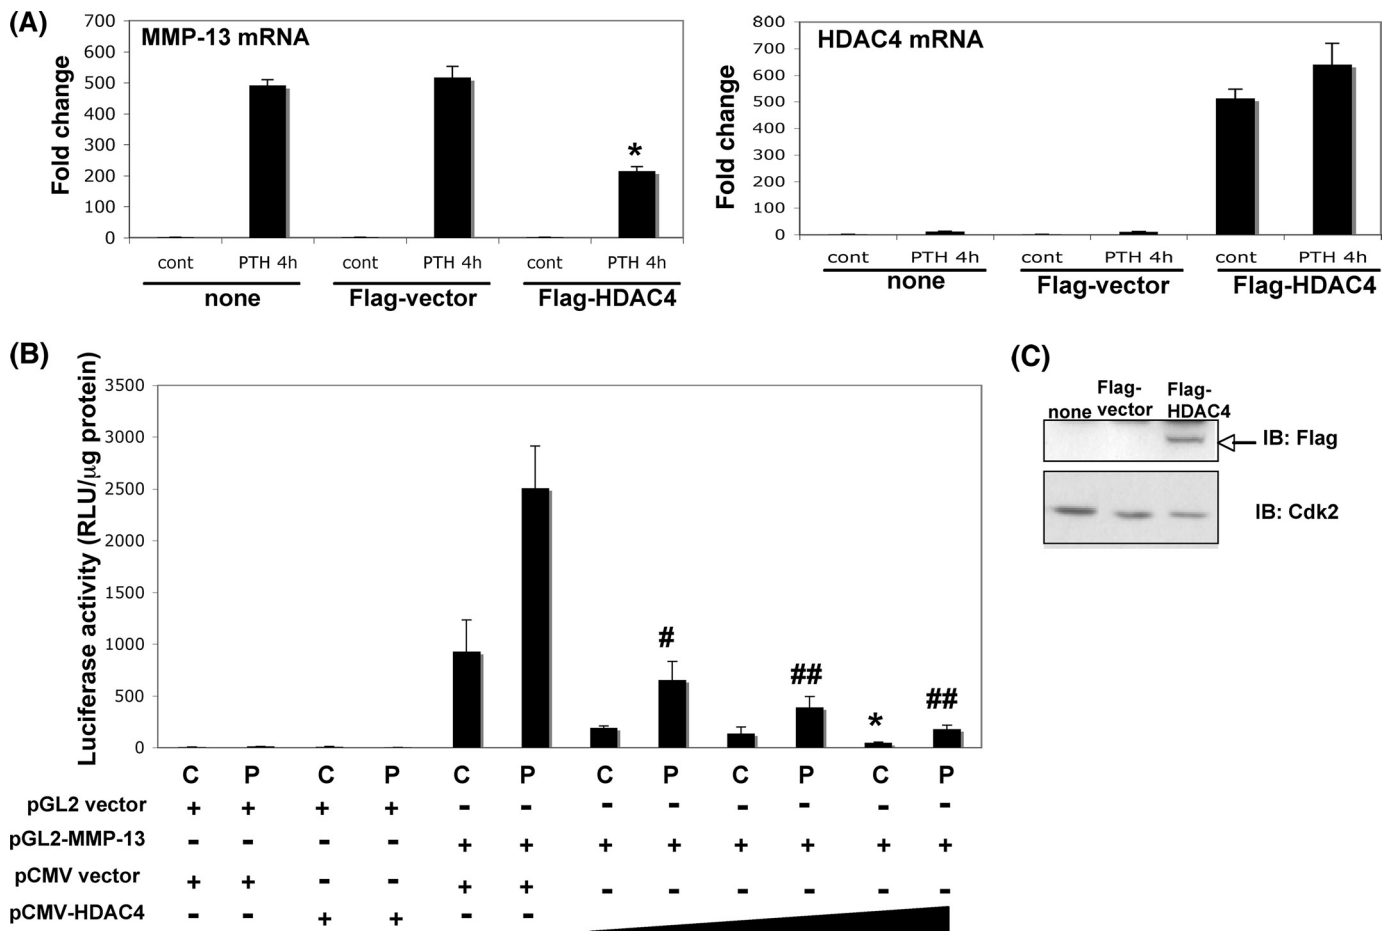 (A)
MMP-13 mRNA
Fold change
700
600
500
400
300
200
100
0
*
cont PTH 4h cont PTH 4h cont PTH 4h
none Flag-vector Flag-HDAC4
HDAC4 mRNA
Fold change
800
700
600
500
400
300
200
100
0
cont PTH 4h cont PTH 4h cont PTH 4h
none Flag-vector Flag-HDAC4
(B)
Luciferase activity (RLU/μg protein)
3500
3000
2500
2000
1500
1000
500
0
# ## * ##
C P C P C P C P C P C P
pGL2 vector + + + + - - - - - - - -
pGL2-MMP-13 - - - - + + + + + + + +
pCMV vector + + - - + + - - - - - -
pCMV-HDAC4 - - + + - -
(C)
none Flag-vector Flag-HDAC4
IB: Flag
IB: Cdk2